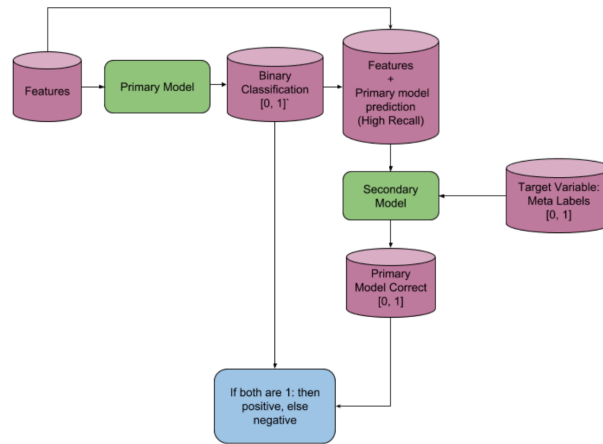 Features
Primary Model
Binary
Classification
[0, 1]`
Features
+
Primary model
prediction
(High Recall)
Secondary
Model
Target Variable:
Meta Labels
[0, 1]
Primary
Model Correct
[0, 1]
If both are 1: then
positive, else
negative